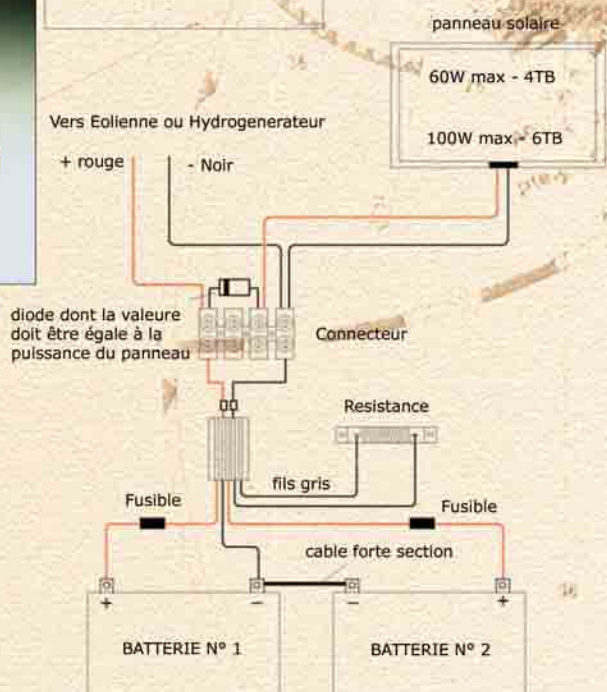 panneau solaire
60W max - 4TB
100W max - 6TB
Vers Eolienne ou Hydrogenerateur
+ rouge
- Noir
diode dont la valeure
doit être égale à la
puissance du panneau
Connecteur
Resistance
fils gris
Fusible
Fusible
cable forte section
+
−
−
+
BATTERIE N° 1
BATTERIE N° 2